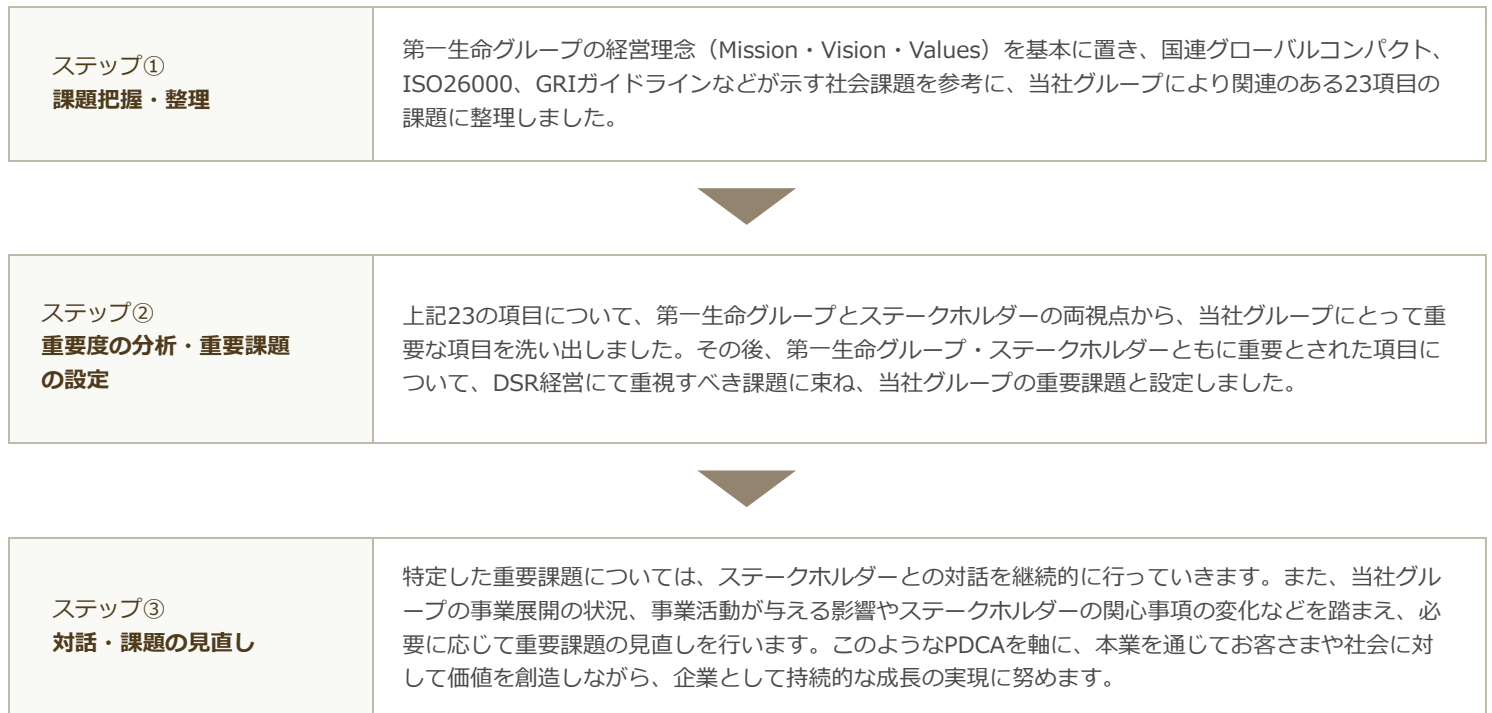 ステップ①
課題把握・整理
第一生命グループの経営理念（Mission・Vision・Values）を基本に置き、国連グローバルコンパクト、
ISO26000、GRIガイドラインなどが示す社会課題を参考に、当社グループにより関連のある23項目の
課題に整理しました。
ステップ②
重要度の分析・重要課題
の設定
上記23の項目について、第一生命グループとステークホルダーの両視点から、当社グループにとって重
要な項目を洗い出しました。その後、第一生命グループ・ステークホルダーともに重要とされた項目に
ついて、DSR経営にて重視すべき課題に束ね、当社グループの重要課題と設定しました。
ステップ③
対話・課題の見直し
特定した重要課題については、ステークホルダーとの対話を継続的に行っていきます。また、当社グル
ープの事業展開の状況、事業活動が与える影響やステークホルダーの関心事項の変化などを踏まえ、必
要に応じて重要課題の見直しを行います。このようなPDCAを軸に、本業を通じてお客さまや社会に対
して価値を創造しながら、企業として持続的な成長の実現に努めます。